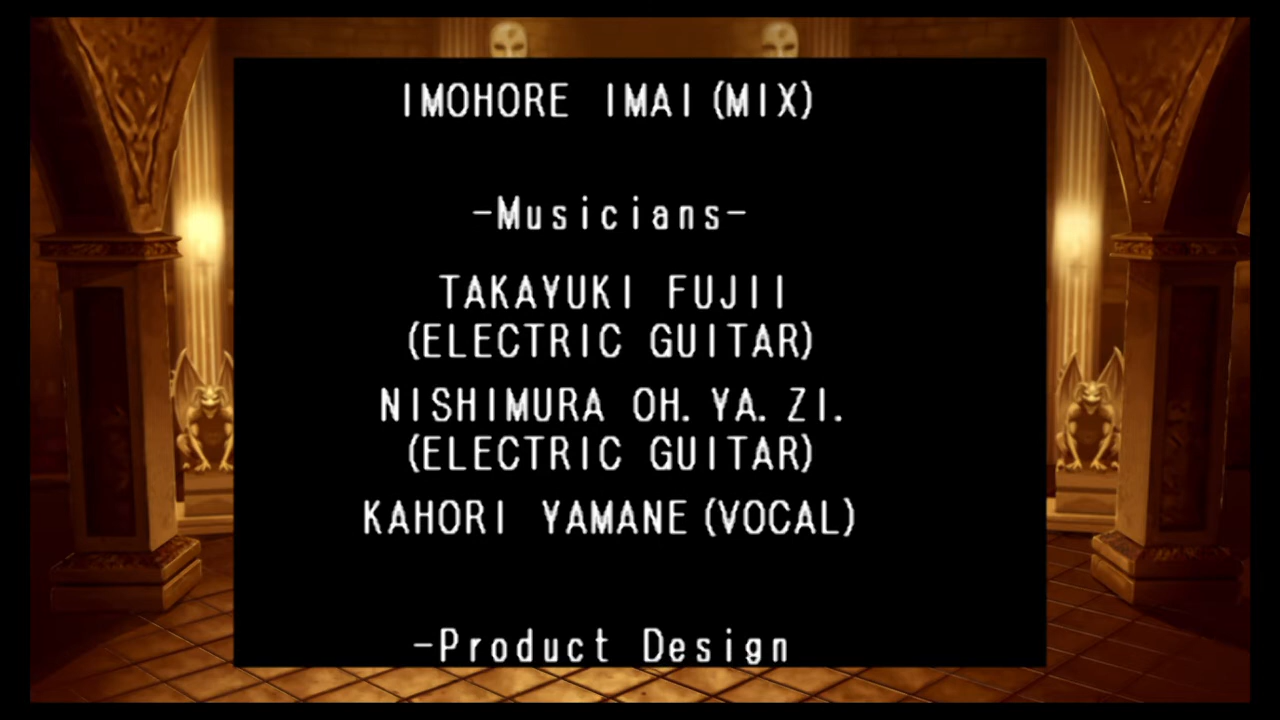 IMOHORE IMAI(MIX)
-Musicians-
TAKAYUKI FUJII
(ELECTRIC GUITAR)
NISHIMURA OH.YA.ZI.
(ELECTRIC GUITAR)
KAHORI YAMANE(VOCAL)
-Product Design